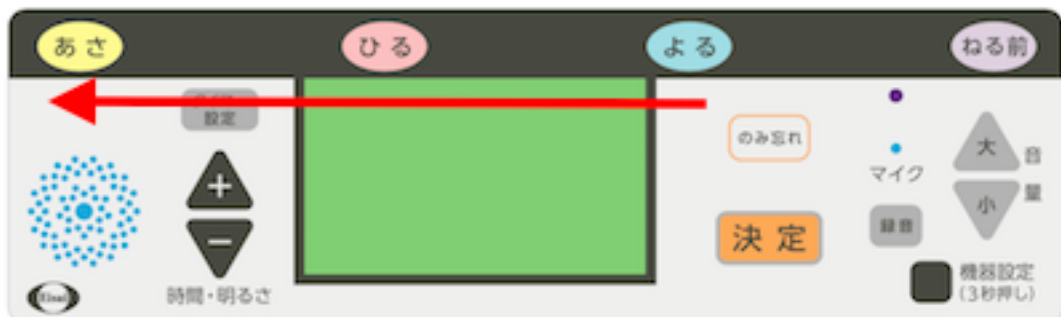 あさ
ひる
よる
ねる前
設定
のみ忘れ
大
音
マイク
小
量
＋
－
決定
録音
Eisai
時間・明るさ
機器設定
(3秒押し)